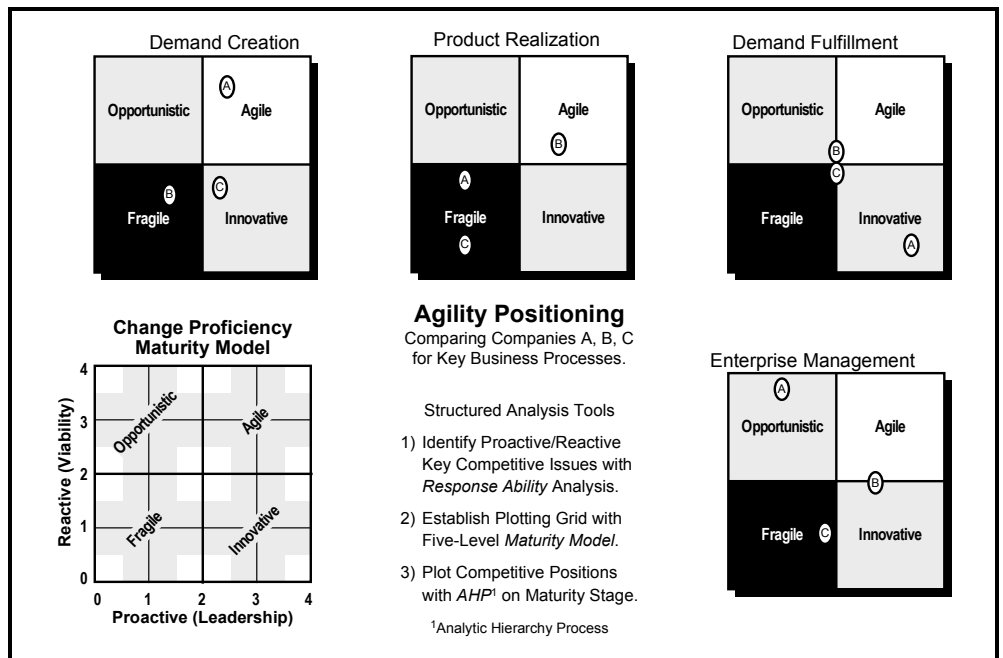 Demand Creation
Opportunistic
Agile
Fragile
Innovative
A
B
C
Product Realization
Opportunistic
Agile
Fragile
Innovative
B
A
C
Demand Fulfillment
Opportunistic
Agile
Fragile
Innovative
B
C
A
Change Proficiency
Maturity Model
Reactive (Viability)
4
3
2
1
0
Opportunistic
Agile
Fragile
Innovative
0 1 2 3 4
Proactive (Leadership)
Agility Positioning
Comparing Companies A, B, C
for Key Business Processes.
Structured Analysis Tools
1) Identify Proactive/Reactive
Key Competitive Issues with
Response Ability Analysis.
2) Establish Plotting Grid with
Five-Level Maturity Model.
3) Plot Competitive Positions
with AHP¹ on Maturity Stage.
¹Analytic Hierarchy Process
Enterprise Management
A
Opportunistic
Agile
B
Fragile
C
Innovative